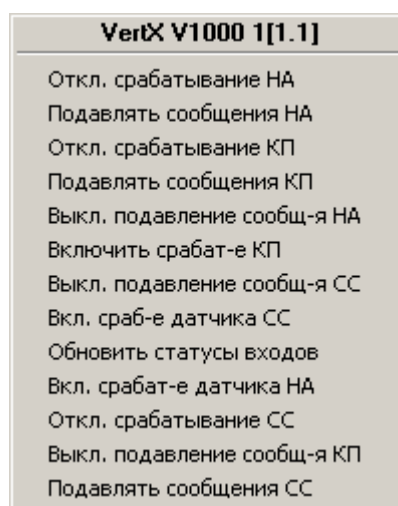 VertX V1000 1[1.1]
Откл. срабатывание НА
Подавлять сообщения НА
Откл. срабатывание КП
Подавлять сообщения КП
Выкл. подавление сообщ-я НА
Включить срабат-е КП
Выкл. подавление сообщ-я СС
Вкл. сраб-е датчика СС
Обновить статусы входов
Вкл. срабат-е датчика НА
Откл. срабатывание СС
Выкл. подавление сообщ-я КП
Подавлять сообщения СС